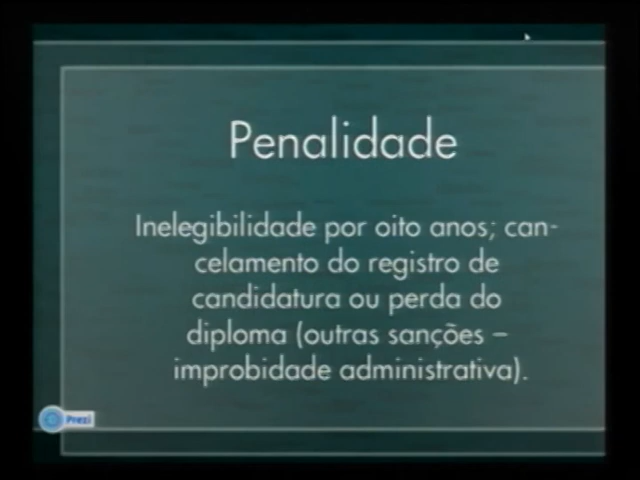 Penalidade
Inelegibilidade por oito anos; can-
celamento do registro de
candidatura ou perda do
diploma (outras sanções –
improbidade administrativa).
Prezi